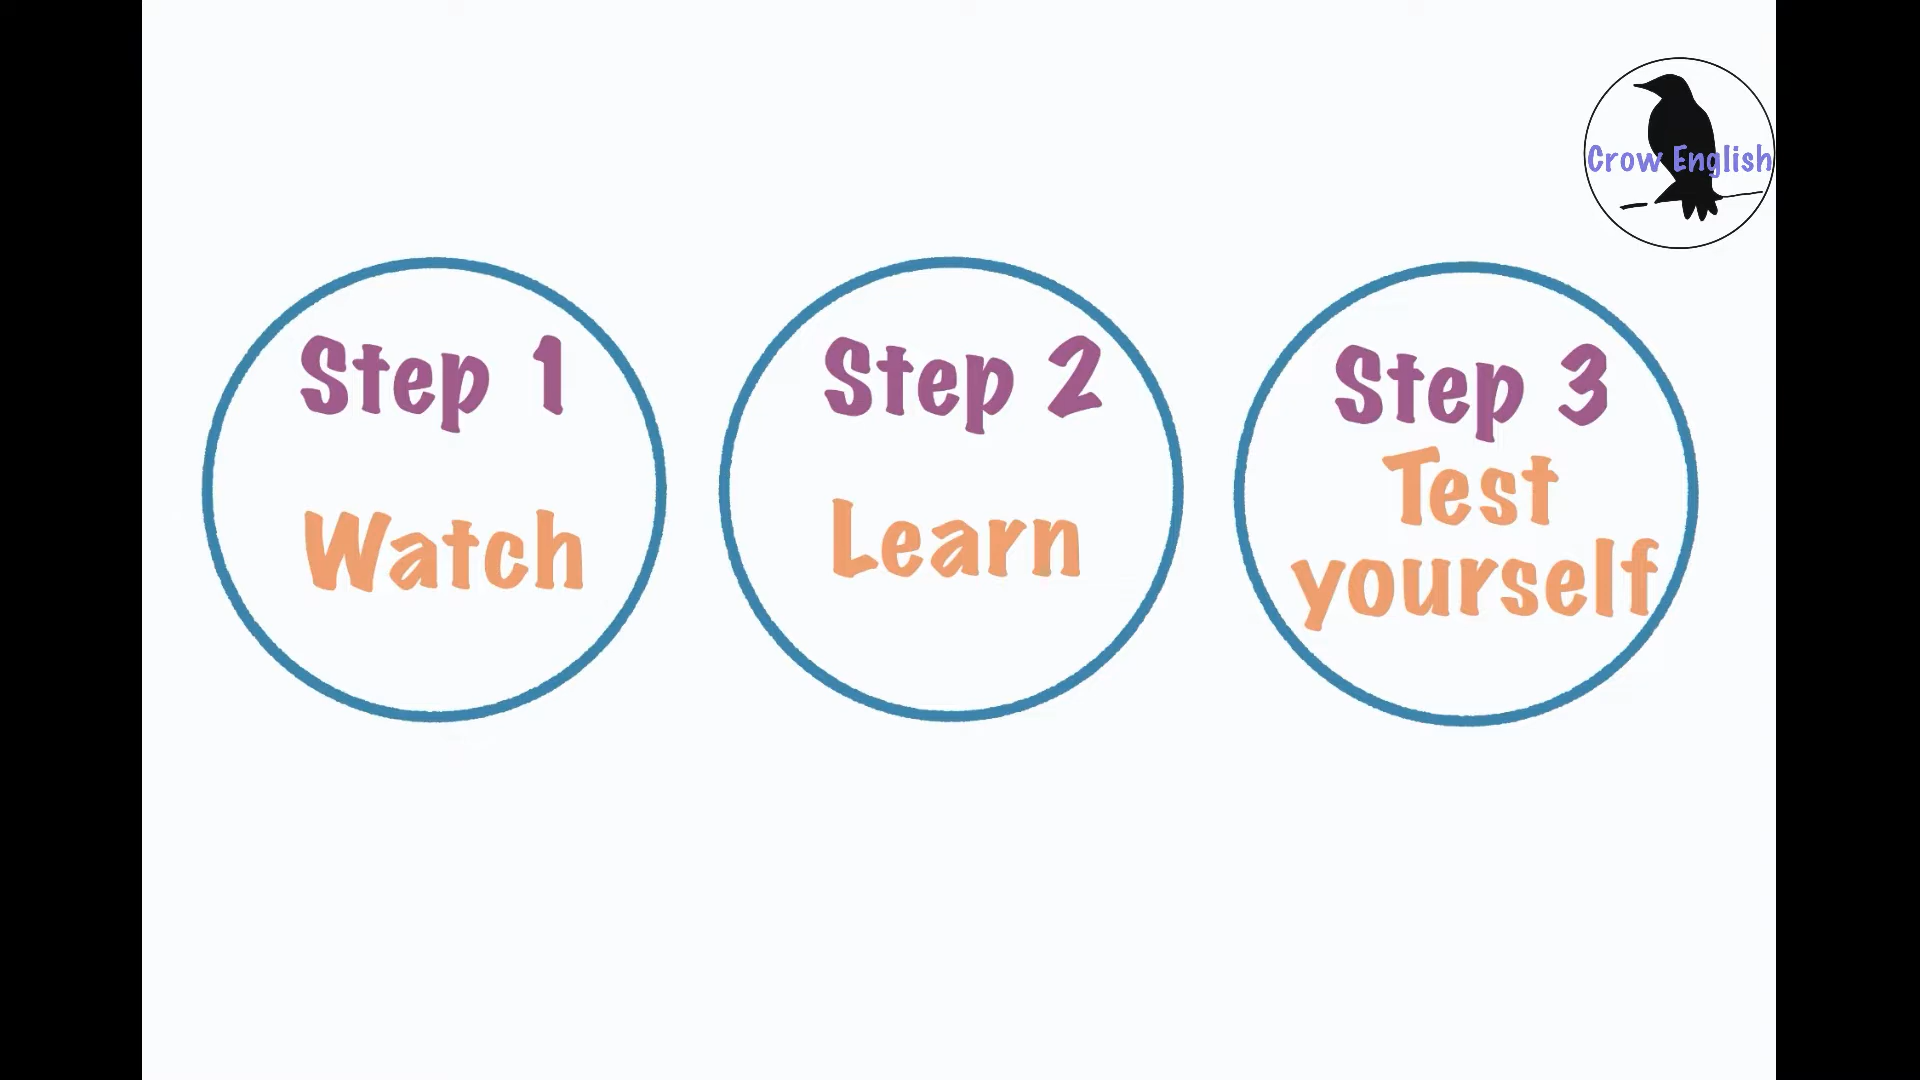 Crow English
Step 1
Watch
Step 2
Learn
Step 3
Test
yourself